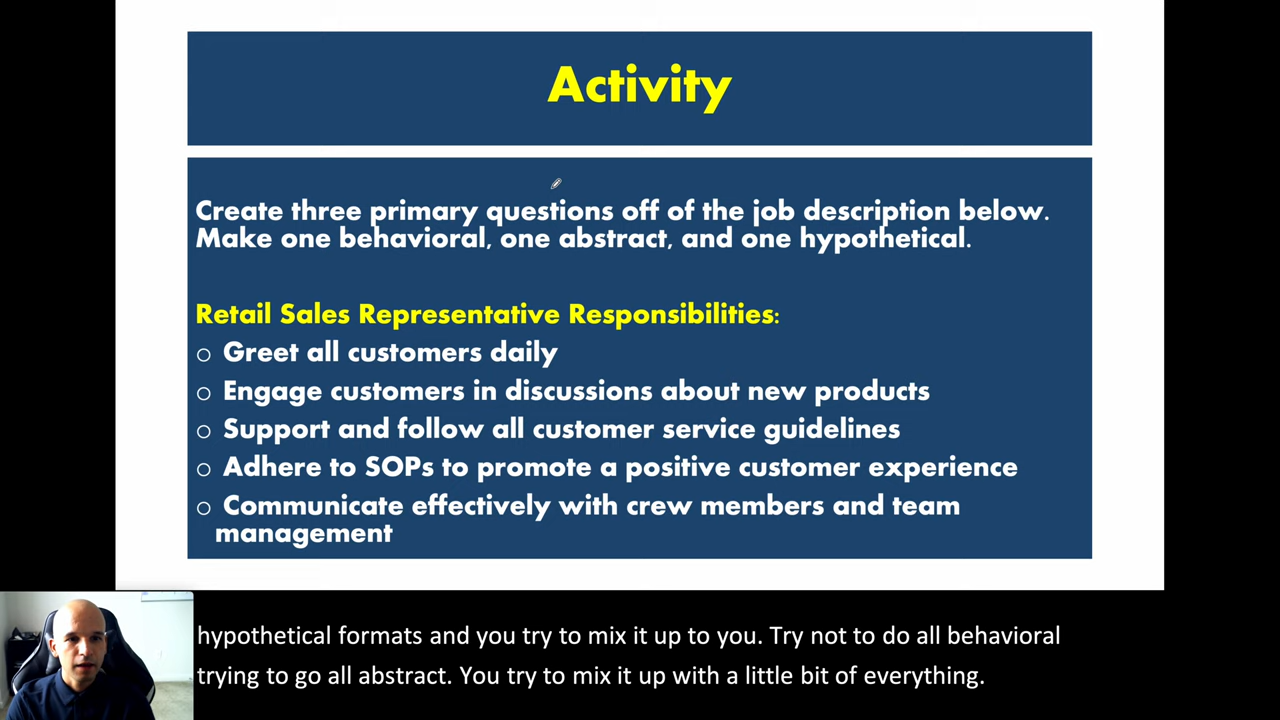 Activity
Create three primary questions off of the job description below.
Make one behavioral, one abstract, and one hypothetical.
Retail Sales Representative Responsibilities:
o Greet all customers daily
o Engage customers in discussions about new products
o Support and follow all customer service guidelines
o Adhere to SOPs to promote a positive customer experience
o Communicate effectively with crew members and team
management
hypothetical formats and you try to mix it up to you. Try not to do all behavioral
trying to go all abstract. You try to mix it up with a little bit of everything.